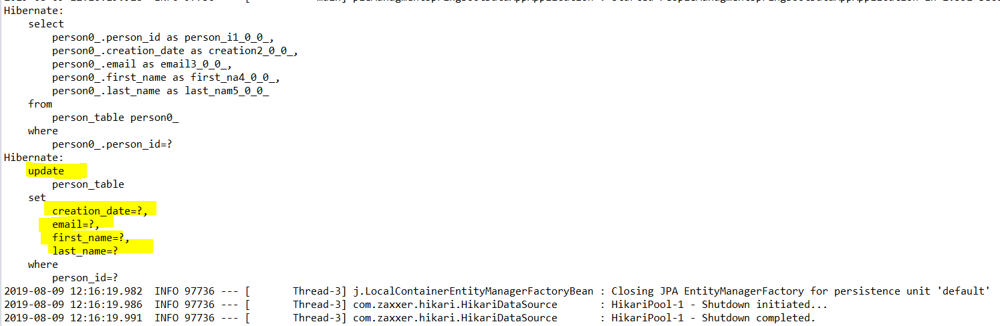 Hibernate:
    select
        person0_.person_id as person_i1_0_0_,
        person0_.creation_date as creation2_0_0_,
        person0_.email as email3_0_0_,
        person0_.first_name as first_na4_0_0_,
        person0_.last_name as last_nam5_0_0_
    from
        person_table person0_
    where
        person0_.person_id=?
Hibernate:
    update
        person_table
    set
        creation_date=?,
        email=?,
        first_name=?,
        last_name=?
    where
        person_id=?
2019-08-09 12:16:19.982  INFO 97736 --- [       Thread-3] j.LocalContainerEntityManagerFactoryBean : Closing JPA EntityManagerFactory for persistence unit 'default'
2019-08-09 12:16:19.986  INFO 97736 --- [       Thread-3] com.zaxxer.hikari.HikariDataSource       : HikariPool-1 - Shutdown initiated...
2019-08-09 12:16:19.991  INFO 97736 --- [       Thread-3] com.zaxxer.hikari.HikariDataSource       : HikariPool-1 - Shutdown completed.